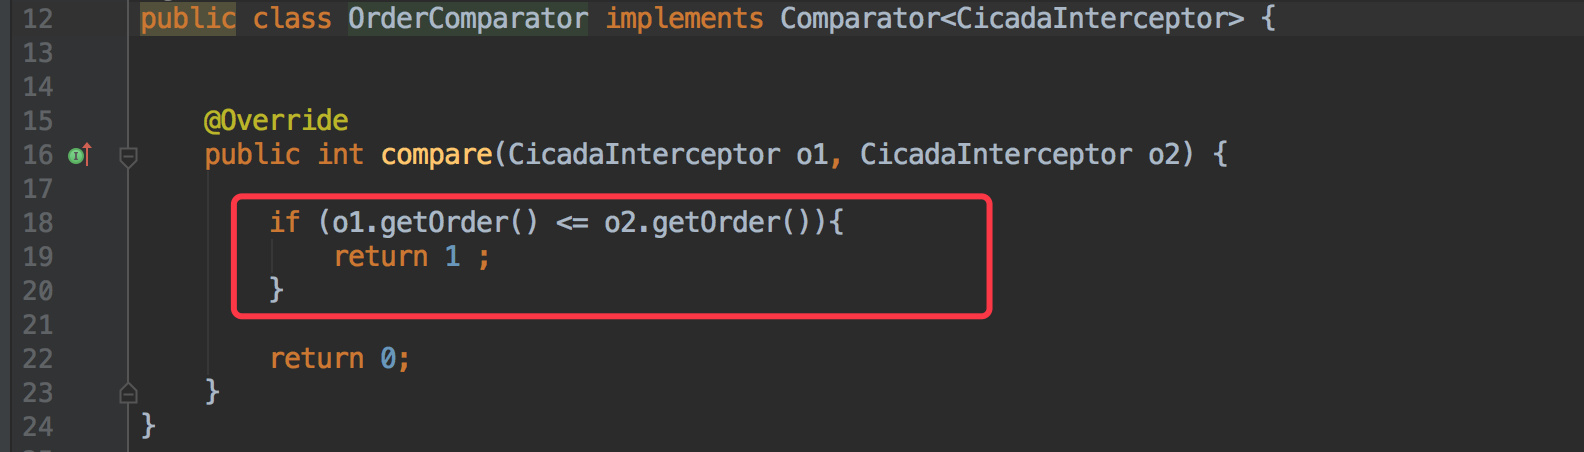 12 public class OrderComparator implements Comparator<CicadaInterceptor> {
13
14
15 @Override
16 public int compare(CicadaInterceptor o1, CicadaInterceptor o2) {
17
18 if (o1.getOrder() <= o2.getOrder()){
19 return 1 ;
20 }
21
22 return 0;
23 }
24 }